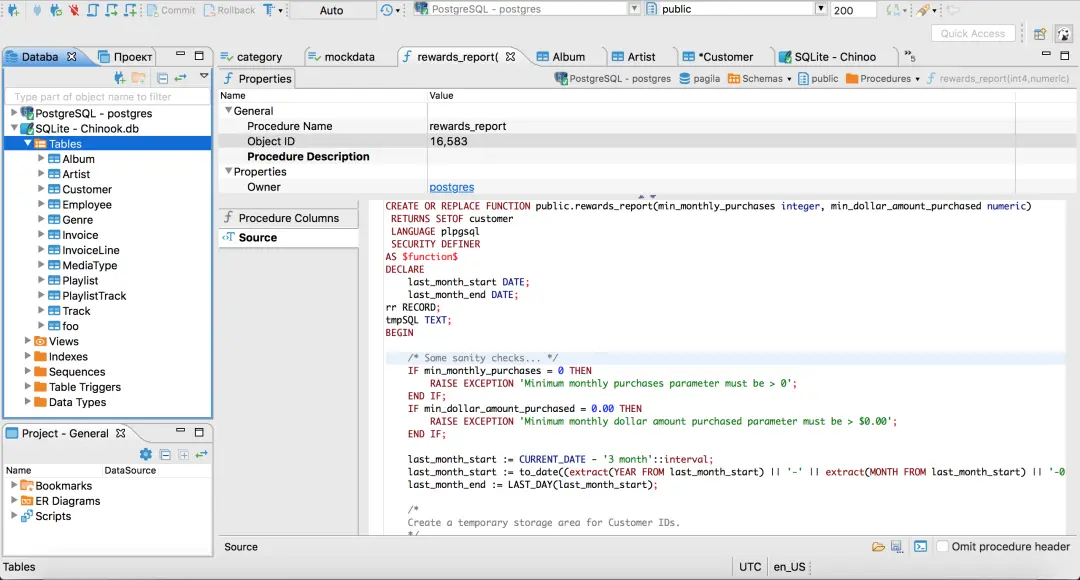 Commit Rollback T Auto PostgreSQL - postgres public 200
Quick Access
Databa Проект category mockdata rewards_report( Album Artist *Customer SQLite - Chinoo »5
Properties PostgreSQL - postgres pagila Schemas public Procedures rewards_report(int4,numeric)
Type part of object name to filter
PostgreSQL - postgres
SQLite - Chinook.db
Tables
Album
Artist
Customer
Employee
Genre
Invoice
InvoiceLine
MediaType
Playlist
PlaylistTrack
Track
foo
Views
Indexes
Sequences
Table Triggers
Data Types
Name Value
General
Procedure Name rewards_report
Object ID 16,583
Procedure Description
Properties
Owner postgres
Procedure Columns
Source
CREATE OR REPLACE FUNCTION public.rewards_report(min_monthly_purchases integer, min_dollar_amount_purchased numeric)
RETURNS SETOF customer
LANGUAGE plpgsql
SECURITY DEFINER
AS $function$
DECLARE
last_month_start DATE;
last_month_end DATE;
rr RECORD;
tmpSQL TEXT;
BEGIN
/* Some sanity checks... */
IF min_monthly_purchases = 0 THEN
RAISE EXCEPTION 'Minimum monthly purchases parameter must be > 0';
END IF;
IF min_dollar_amount_purchased = 0.00 THEN
RAISE EXCEPTION 'Minimum monthly dollar amount purchased parameter must be > $0.00';
END IF;
last_month_start := CURRENT_DATE - '3 month'::interval;
last_month_start := to_date((extract(YEAR FROM last_month_start) || '-' || extract(MONTH FROM last_month_start) || '-0
last_month_end := LAST_DAY(last_month_start);
/*
Create a temporary storage area for Customer IDs.
*/
Project - General
Name DataSource
Bookmarks
ER Diagrams
Scripts
Source Omit procedure header
Tables UTC en_US